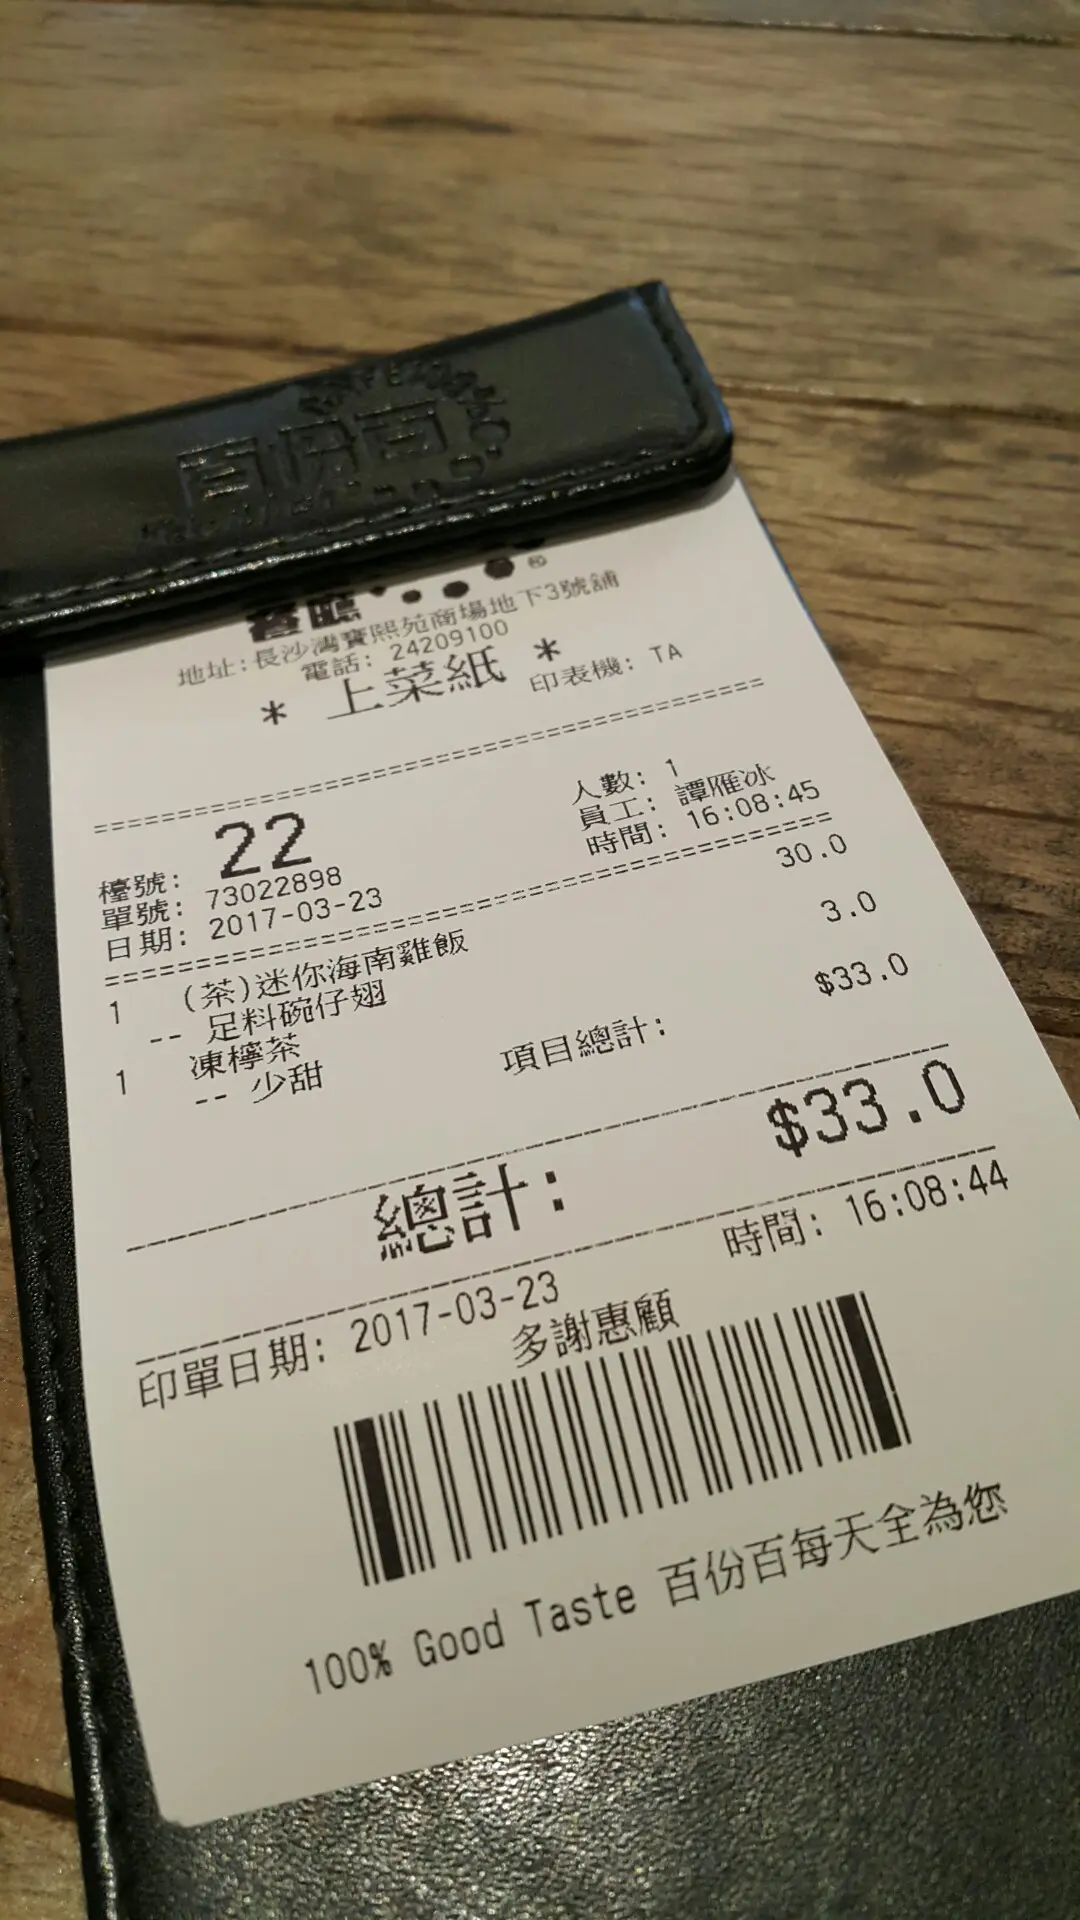 百份百
餐廳
地址:長沙灣寶熙苑商場地下3號舖
電話: 24209100
* 上菜紙 *
印表機: TA
檯號: 22
人數: 1
單號: 73022898
員工: 譚雁冰
日期: 2017-03-23
時間: 16:08:45
1 (茶)迷你海南雞飯 30.0
-- 足料碗仔翅
1 凍檸茶 3.0
-- 少甜
項目總計: $33.0
總計: $33.0
印單日期: 2017-03-23 時間: 16:08:44
多謝惠顧
100% Good Taste 百份百每天全為您